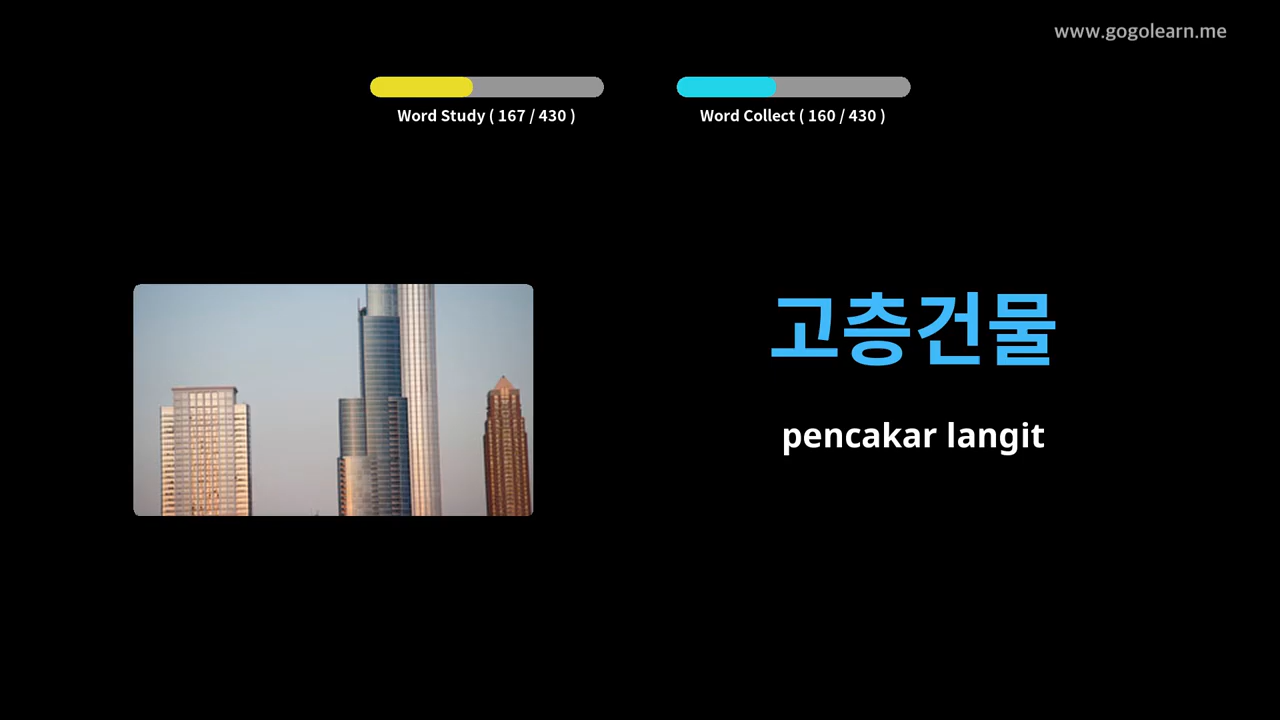 www.gogolearn.me
Word Study ( 167 / 430 )
Word Collect ( 160 / 430 )
고층건물
pencakar langit